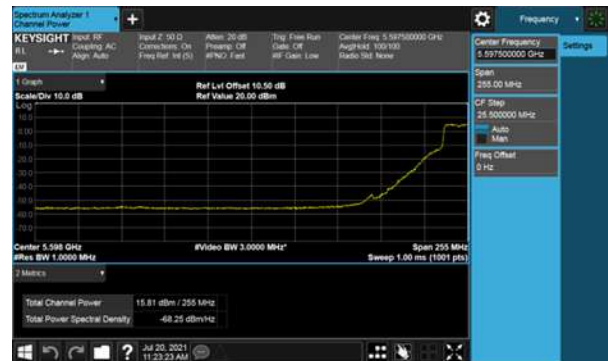 Spectrum Analyzer 1
Channel Power
Frequency
KEYSIGHT
Input: RF
Coupling: AC
Align: Auto
Input Z: 50 Ω
Corrections: On
Freq Ref: Int (S)
Atten: 20 dB
Preamp: Off
#PNO: Fast
Trig: Free Run
Gate: Off
#IF Gain: Low
Center Freq: 5.597500000 GHz
Avg|Hold: 100/100
Radio Std: None
RL
Center Frequency
5.597500000 GHz
Settings
Span
255.00 MHz
CF Step
25.500000 MHz
Auto
Man
Freq Offset
0 Hz
1 Graph
Scale/Div 10.0 dB
Ref Lvl Offset 10.50 dB
Ref Value 20.00 dBm
Log
10.0
0.00
-10.0
-20.0
-30.0
-40.0
-50.0
-60.0
-70.0
Center 5.598 GHz
#Res BW 1.0000 MHz
#Video BW 3.0000 MHz*
Span 255 MHz
Sweep 1.00 ms (1001 pts)
2 Metrics
Total Channel Power 15.81 dBm / 255 MHz
Total Power Spectral Density -68.25 dBm/Hz
?
Jul 20, 2021
11:23:23 AM